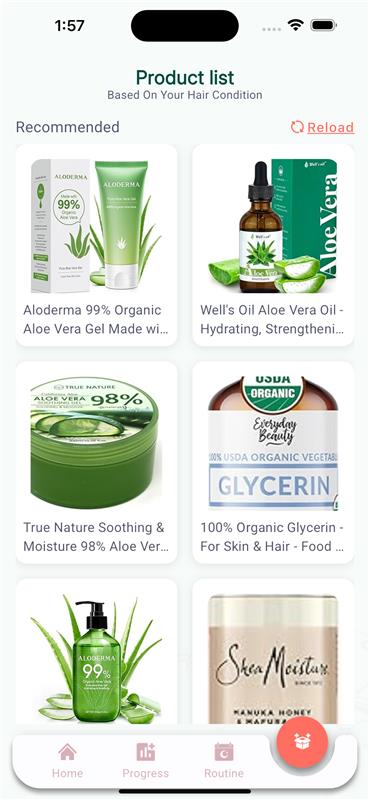 1:57
Product list
Based On Your Hair Condition
Recommended
Reload
ALODERMA
Made with
99%
Organic
Aloe Vera
ALODERMA
Well's oil
Aloe Vera
Aloe Vera
Aloderma 99% Organic
Aloe Vera Gel Made wi...
Well's Oil Aloe Vera Oil -
Hydrating, Strengtheni...
TRUE NATURE
ALOE VERA
SOOTHING GEL
98%
USDA
ORGANIC
Everyday
Beauty
100% USDA ORGANIC VEGETABL
GLYCERIN
True Nature Soothing &
Moisture 98% Aloe Ver...
100% Organic Glycerin -
For Skin & Hair - Food ...
ALODERMA
99%
SheaMoisture
SINCE 1912
MANUKA HONEY
& MAFURA
Home
Progress
Routine